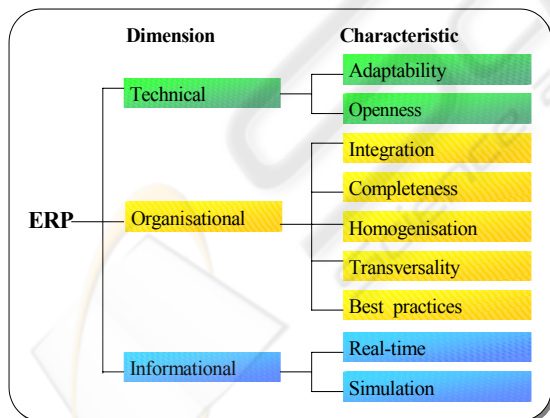 Dimension Characteristic
Adaptability
Technical
Openness
Integration
Completeness
ERP Organisational Homogenisation
Transversality
Best practices
Real-time
Informational
Simulation